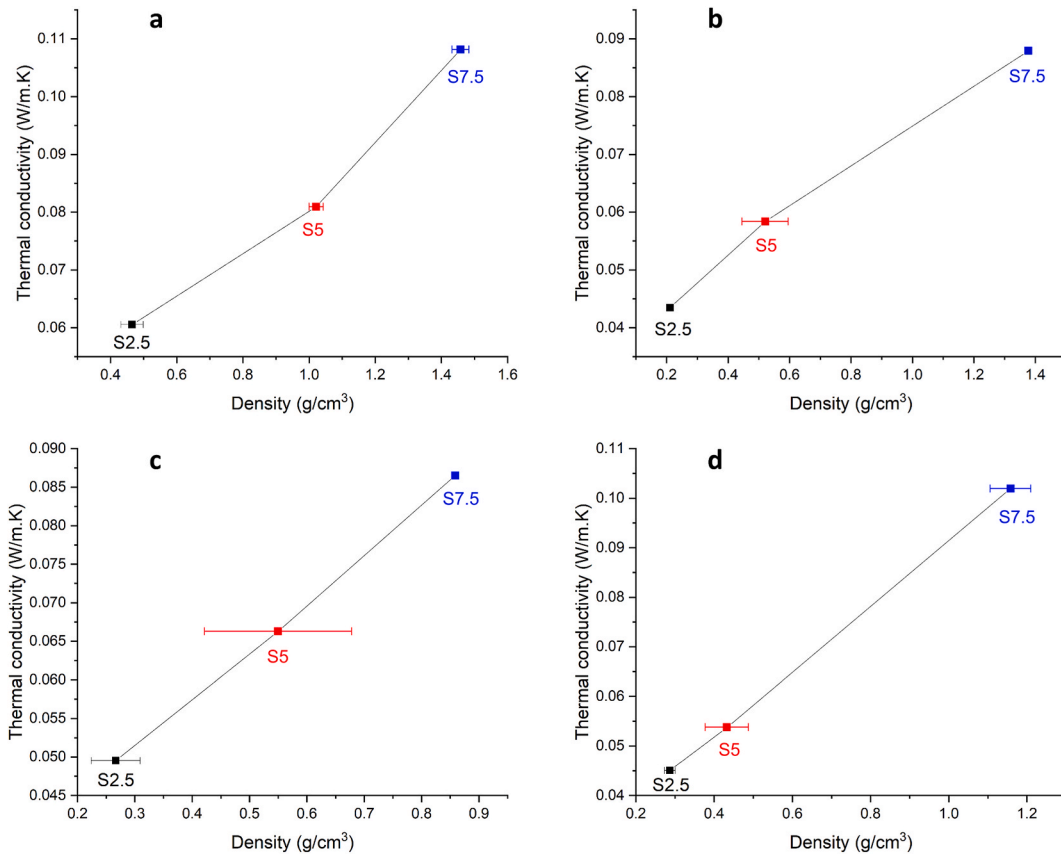 a
Thermal conductivity (W/m.K)
0.11
0.10
0.09
0.08
0.07
0.06
S7.5
S5
S2.5
0.4 0.6 0.8 1.0 1.2 1.4 1.6
Density (g/cm³)
b
Thermal conductivity (W/m.K)
0.09
0.08
0.07
0.06
0.05
0.04
S7.5
S5
S2.5
0.2 0.4 0.6 0.8 1.0 1.2 1.4
Density (g/cm³)
c
Thermal conductivity (W/m.K)
0.090
0.085
0.080
0.075
0.070
0.065
0.060
0.055
0.050
0.045
S7.5
S5
S2.5
0.2 0.3 0.4 0.5 0.6 0.7 0.8 0.9
Density (g/cm³)
d
Thermal conductivity (W/m.K)
0.11
0.10
0.09
0.08
0.07
0.06
0.05
0.04
S7.5
S5
S2.5
0.2 0.4 0.6 0.8 1.0 1.2
Density (g/cm³)